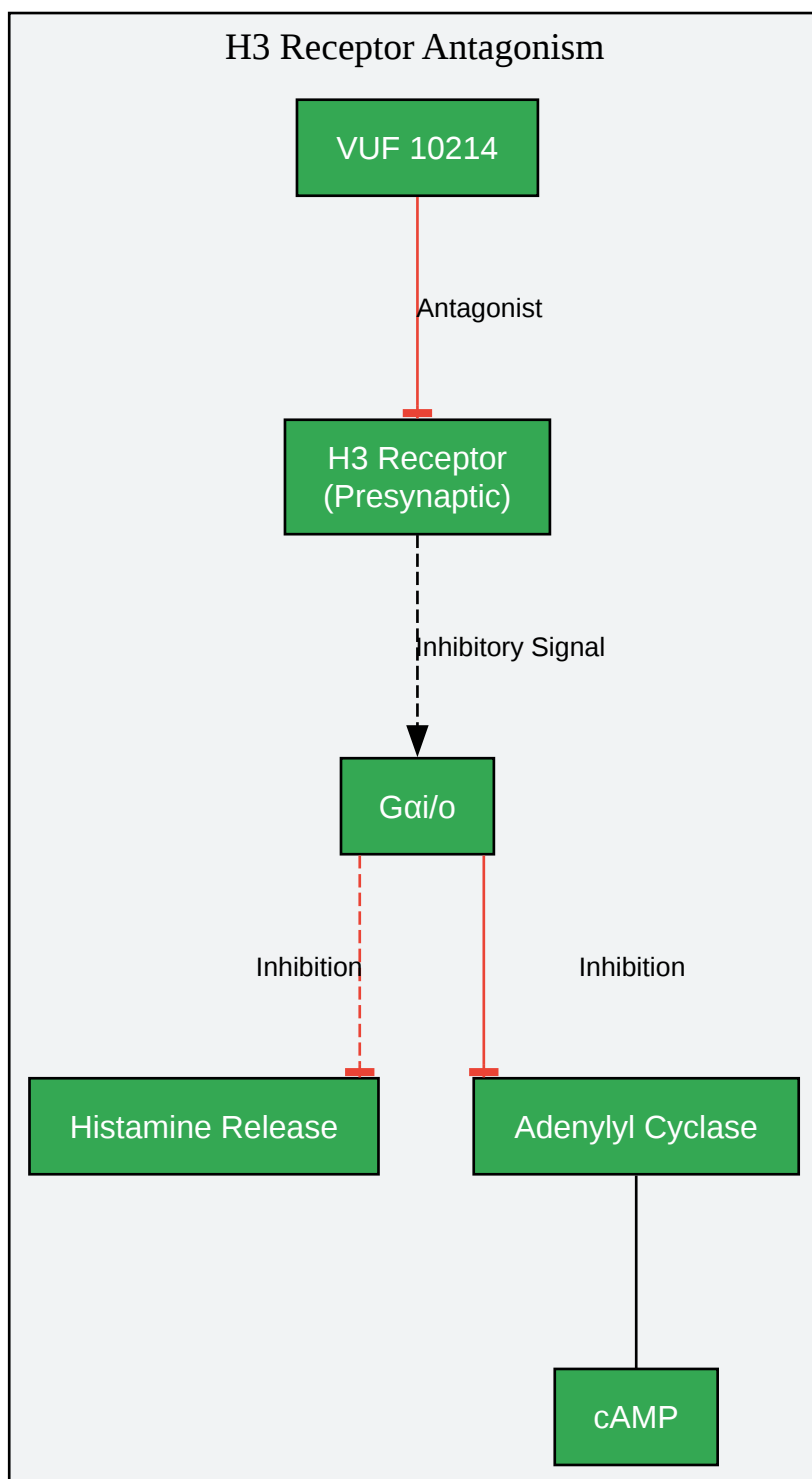 H3 Receptor Antagonism
VUF 10214
Antagonist
H3 Receptor
(Presynaptic)
Inhibitory Signal
Gαi/o
Inhibition
Inhibition
Histamine Release
Adenylyl Cyclase
cAMP